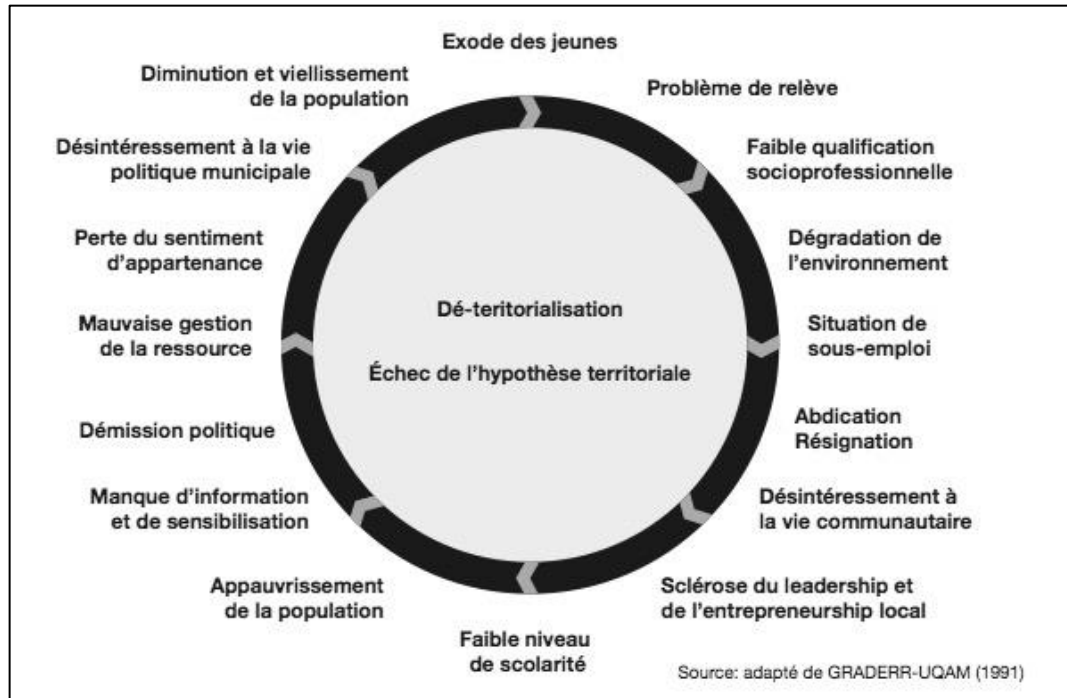 Exode des jeunes
Problème de relève
Faible qualification
socioprofessionnelle
Dégradation de
l'environnement
Situation de
sous-emploi
Abdication
Résignation
Désintéressement à
la vie communautaire
Sclérose du leadership et
de l'entrepreneurship local
Faible niveau
de scolarité
Appauvrissement
de la population
Manque d'information
et de sensibilisation
Démission politique
Mauvaise gestion
de la ressource
Perte du sentiment
d'appartenance
Désintéressement à la vie
politique municipale
Diminution et viellissement
de la population
Dé-teritorialisation
Échec de l'hypothèse territoriale
Source: adapté de GRADERR-UQAM (1991)